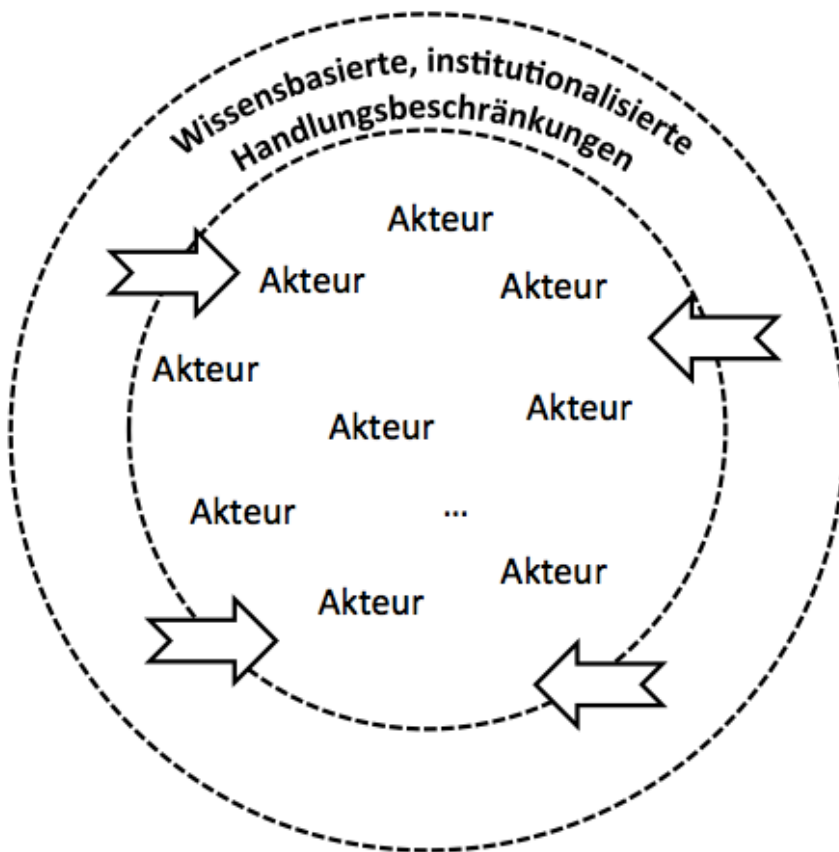 Wissensbasierte, institutionalisierte
Handlungsbeschränkungen
Akteur
Akteur
Akteur
Akteur
Akteur
Akteur
Akteur
...
Akteur
Akteur